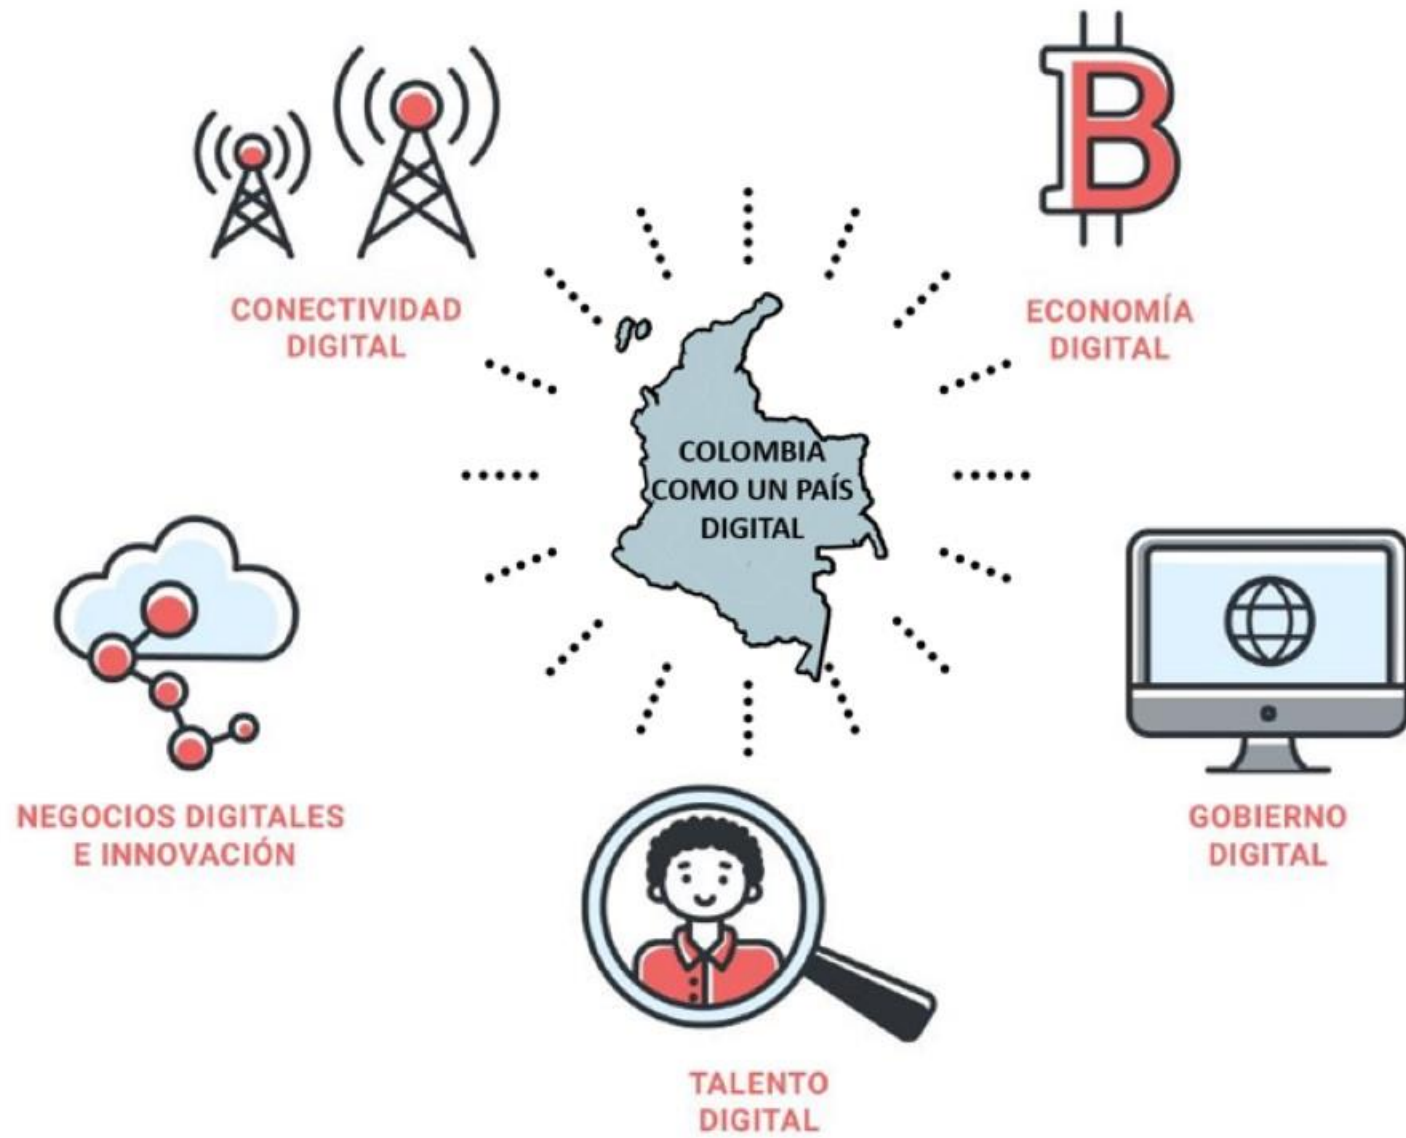 CONECTIVIDAD
DIGITAL
ECONOMÍA
DIGITAL
COLOMBIA
COMO UN PAÍS
DIGITAL
NEGOCIOS DIGITALES
E INNOVACIÓN
GOBIERNO
DIGITAL
TALENTO
DIGITAL